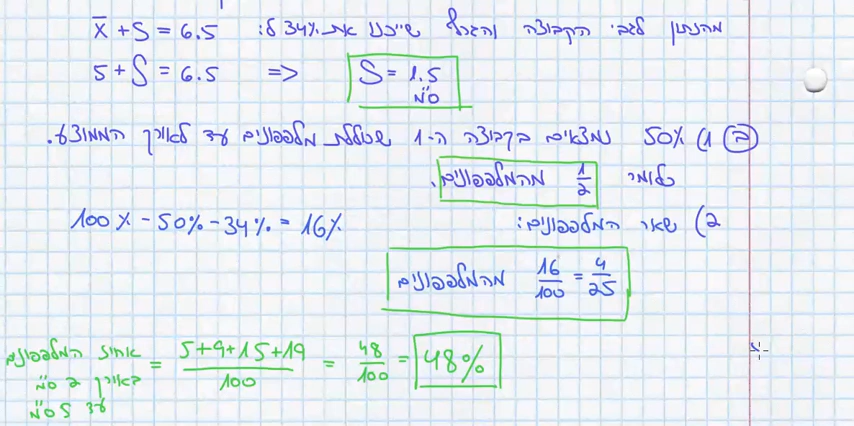 מהנתון לגבי הקבוצה והגרף שייכנו את 34% ל:
x̄ + S = 6.5
5 + S = 6.5 => S = 1.5 ס"מ
ב) 1) 50% נמצאים בקבוצה ה-1 שכוללת מלפפונים עד לאורך הממוצע.
כלומר 1/2 מהמלפפונים.
2) שאר המלפפונים:
100% - 50% - 34% = 16%
16/100 = 4/25 מהמלפפונים
אחוז המלפפונים באורך 2 ס"מ עד 5 ס"מ = (5+9+15+19)/100 = 48/100 = 48%